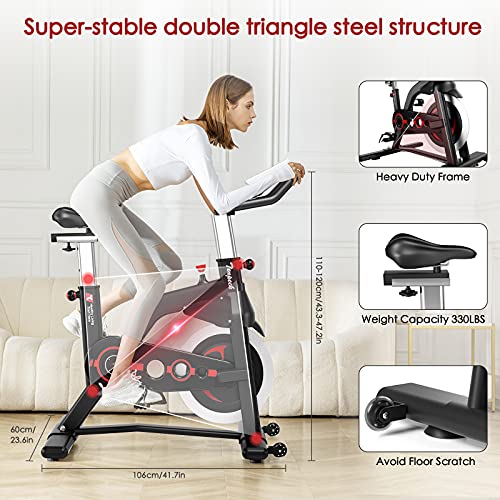 Super-stable double triangle steel structure
Heavy Duty Frame
110-120cm/43.3-47.2in
Weight Capacity 330LBS
60cm/
23.6in
106cm/41.7in
Avoid Floor Scratch